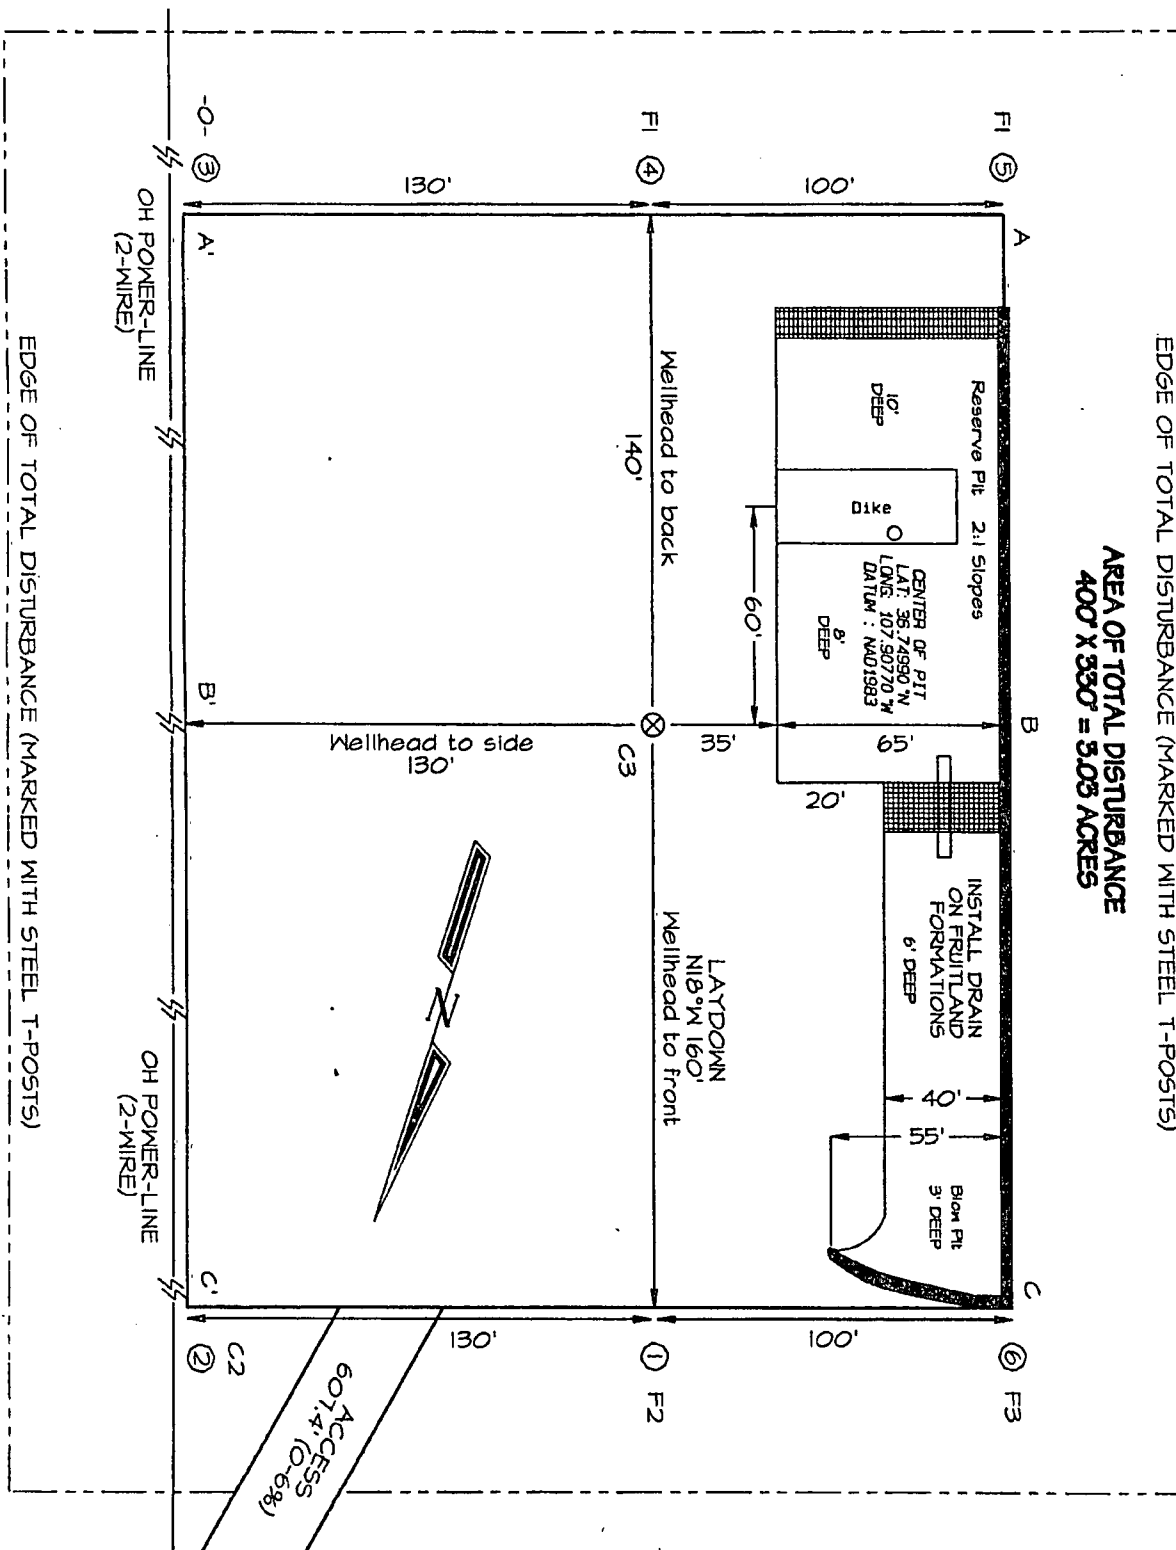 EDGE OF TOTAL DISTURBANCE (MARKED WITH STEEL T-POSTS)
AREA OF TOTAL DISTURBANCE
400' X 330' = 3.03 ACRES
F1 ⑤
A
B
C
⑥ F3
100'
Reserve Pit 2:1 Slopes
10'
DEEP
Dike
CENTER OF PIT
LAT: 36.74990 °N
LONG: 107.90770 °W
DATUM : NAD1983
8'
DEEP
60'
65'
35'
20'
INSTALL DRAIN
ON FRUITLAND
FORMATIONS
6' DEEP
40'
55'
Blow Pit
3' DEEP
100'
F1 ④
Wellhead to back
140'
C3
LAYDOWN
N18°W 160'
Wellhead to front
① F2
130'
Wellhead to side
130'
N
130'
-0- ③
A'
B'
C'
② C2
OH POWER-LINE
(2-WIRE)
OH POWER-LINE
(2-WIRE)
ACCESS
607.4' (0-6%)
EDGE OF TOTAL DISTURBANCE (MARKED WITH STEEL T-POSTS)